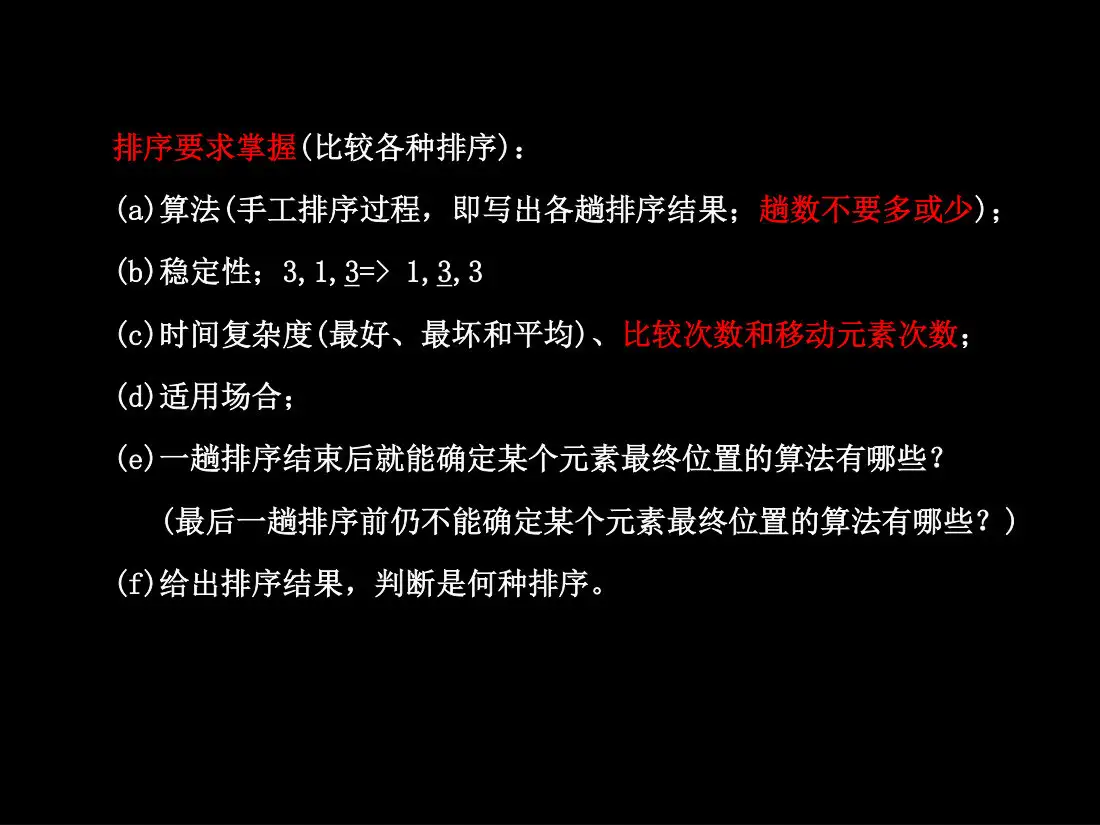 排序要求掌握(比较各种排序):
(a)算法(手工排序过程，即写出各趟排序结果；趟数不要多或少)；
(b)稳定性；3,1,3=> 1,3,3
(c)时间复杂度(最好、最坏和平均)、比较次数和移动元素次数；
(d)适用场合；
(e)一趟排序结束后就能确定某个元素最终位置的算法有哪些？
(最后一趟排序前仍不能确定某个元素最终位置的算法有哪些？)
(f)给出排序结果，判断是何种排序。